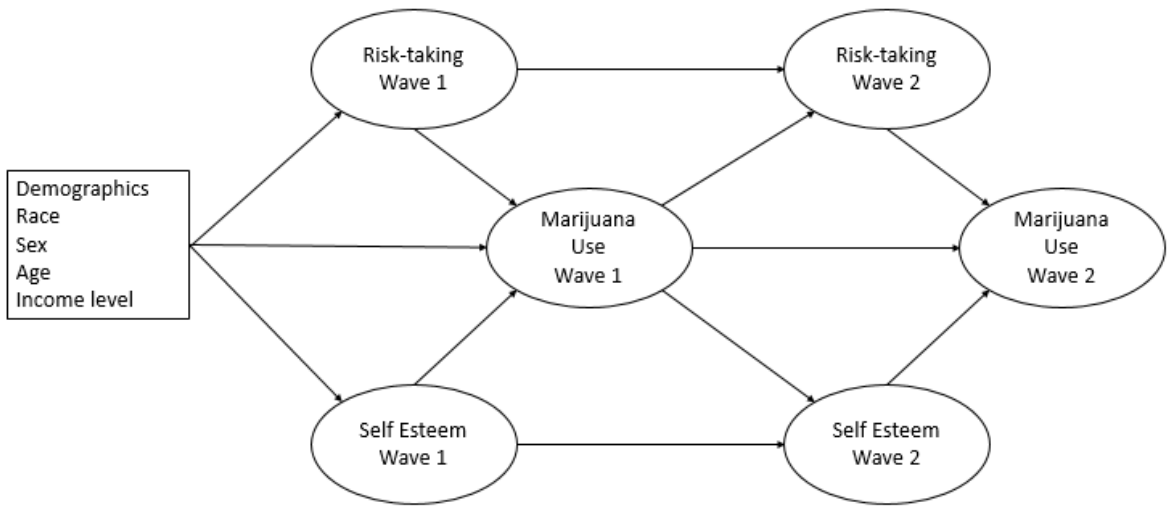 Risk-taking
Wave 1
Risk-taking
Wave 2
Demographics
Race
Sex
Age
Income level
Marijuana
Use
Wave 1
Marijuana
Use
Wave 2
Self Esteem
Wave 1
Self Esteem
Wave 2